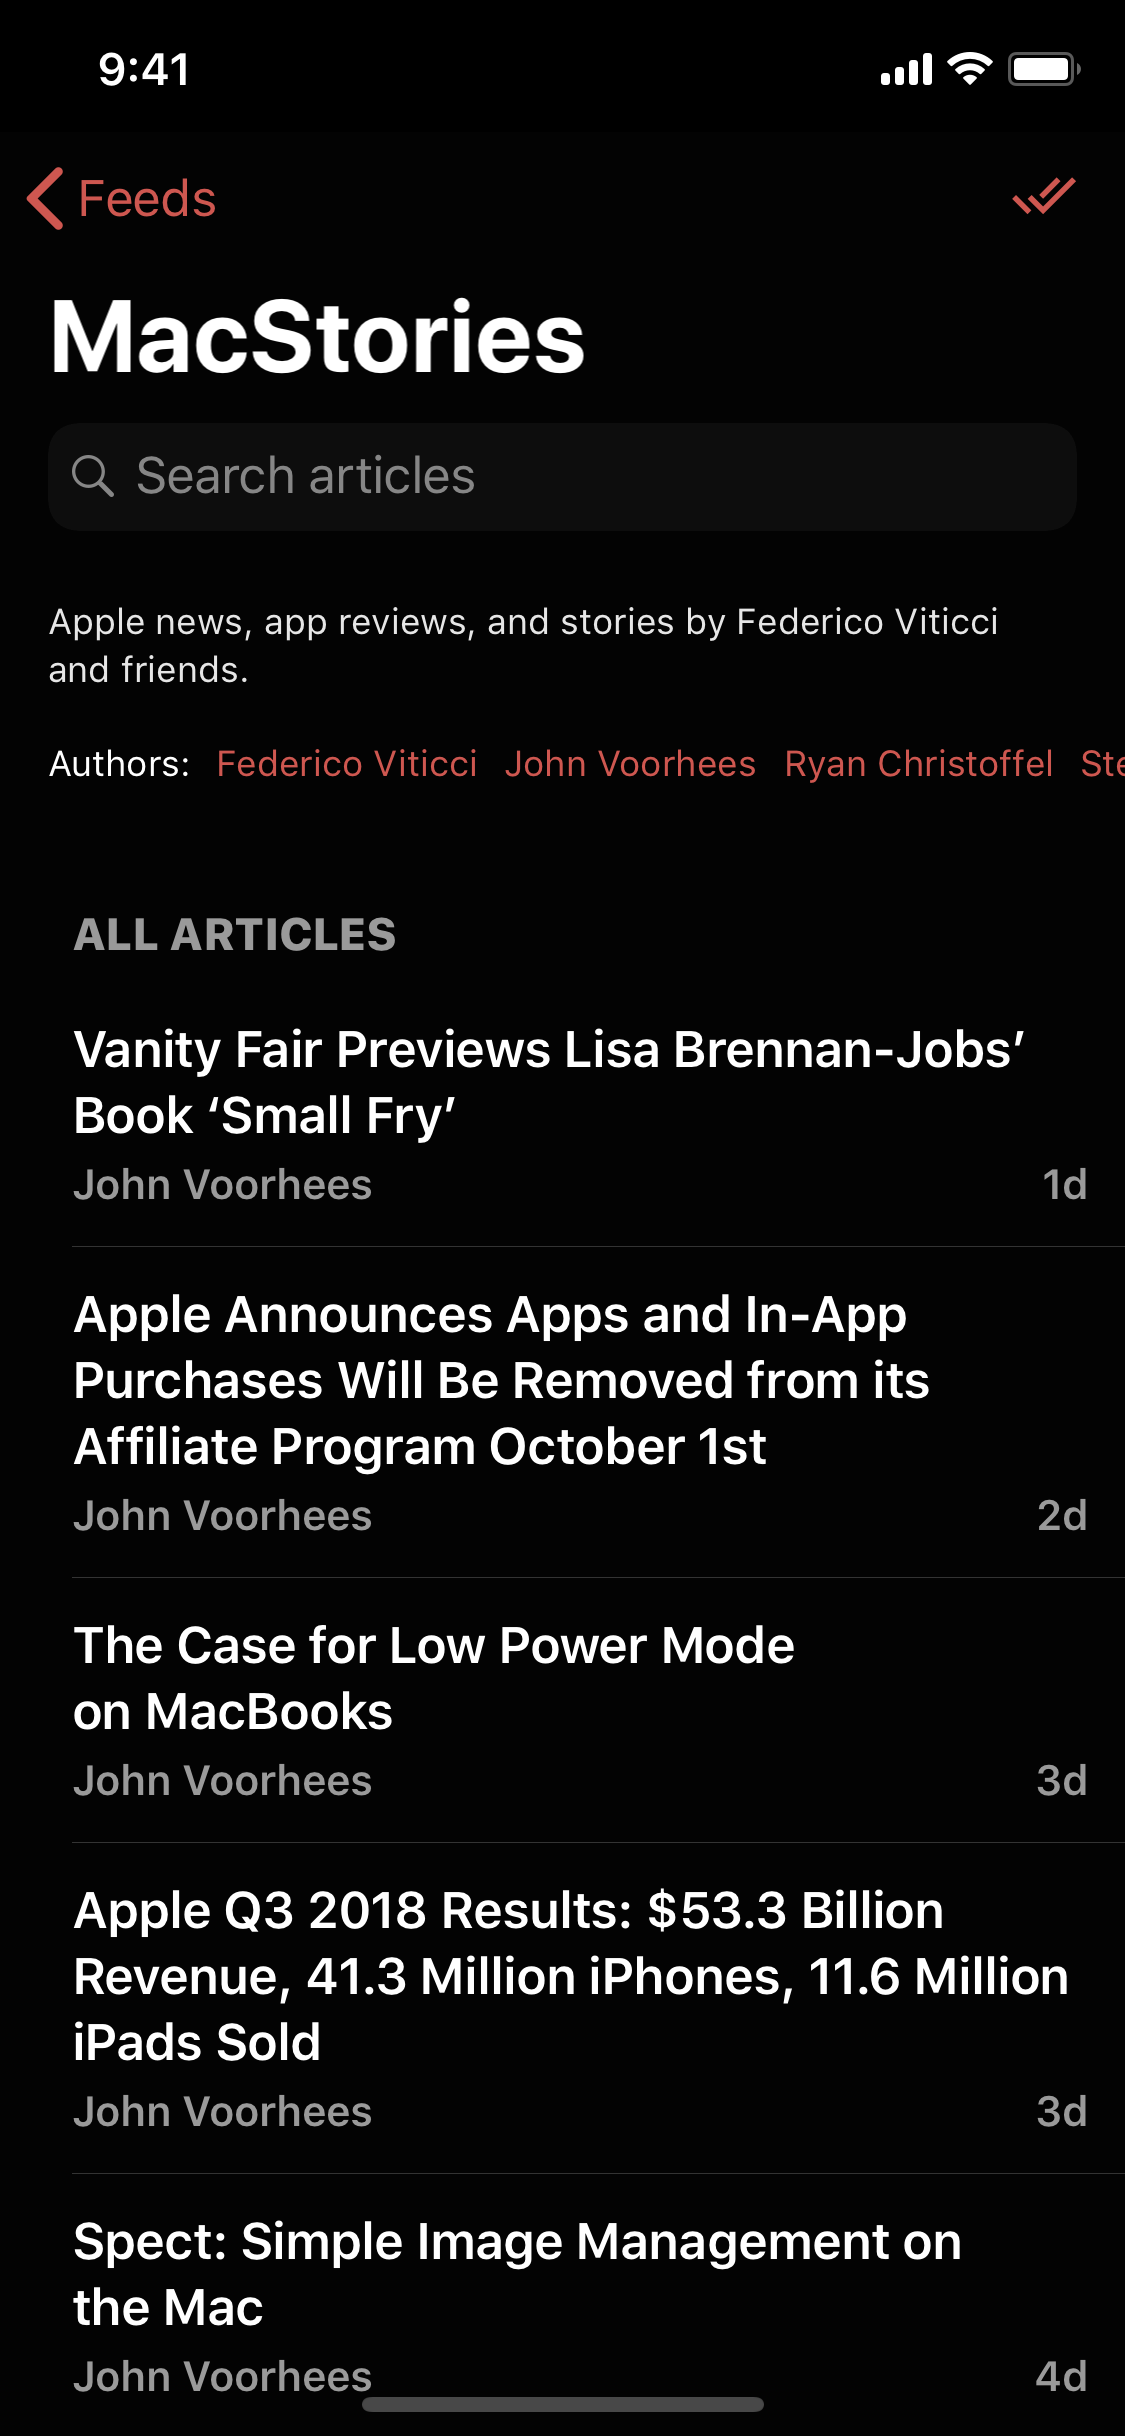 9:41
Feeds
MacStories
Search articles
Apple news, app reviews, and stories by Federico Viticci
and friends.
Authors: Federico Viticci John Voorhees Ryan Christoffel Ste
ALL ARTICLES
Vanity Fair Previews Lisa Brennan-Jobs’
Book ‘Small Fry’
John Voorhees 1d
Apple Announces Apps and In-App
Purchases Will Be Removed from its
Affiliate Program October 1st
John Voorhees 2d
The Case for Low Power Mode
on MacBooks
John Voorhees 3d
Apple Q3 2018 Results: $53.3 Billion
Revenue, 41.3 Million iPhones, 11.6 Million
iPads Sold
John Voorhees 3d
Spect: Simple Image Management on
the Mac
John Voorhees 4d